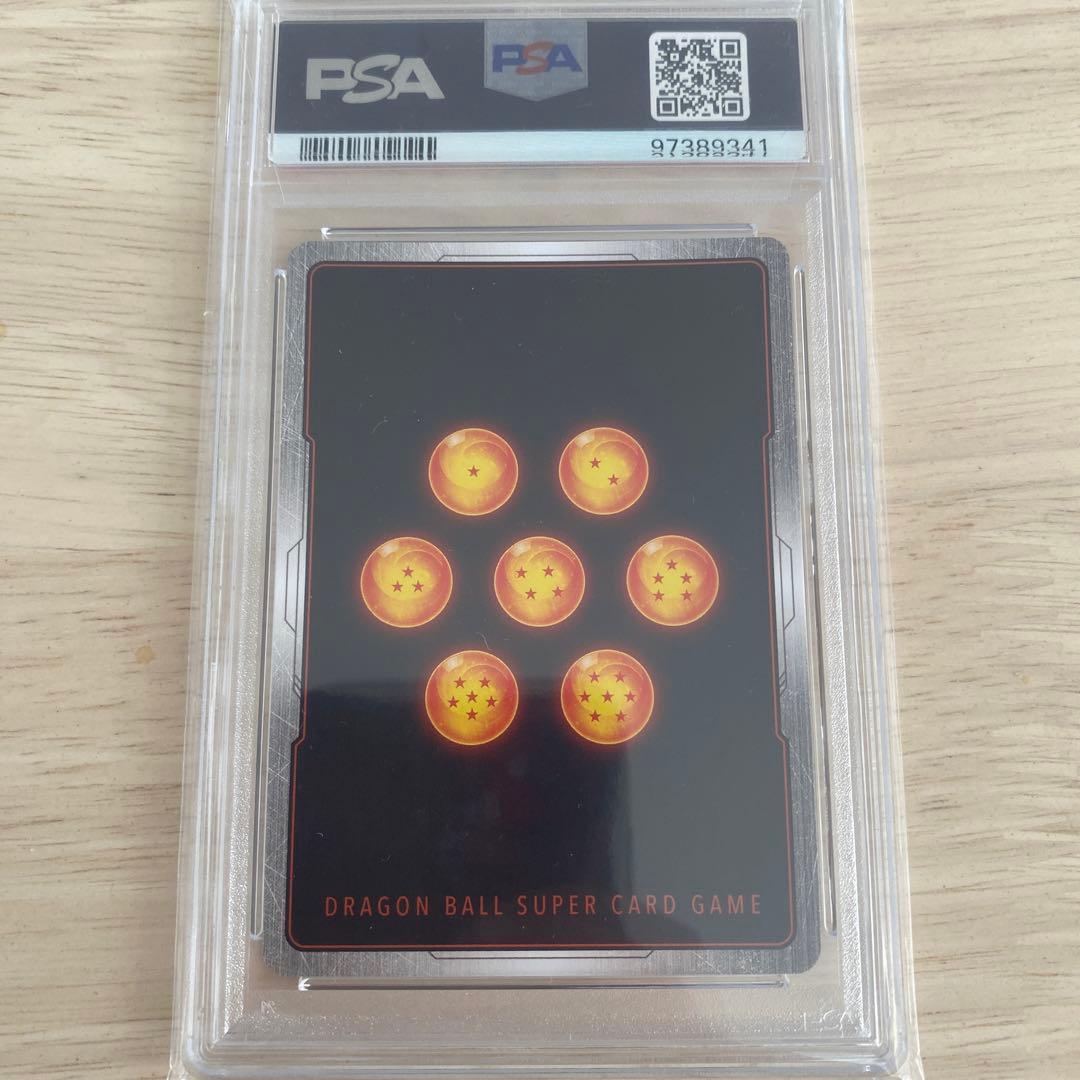 PSA
PSA
97389341
DRAGON BALL SUPER CARD GAME